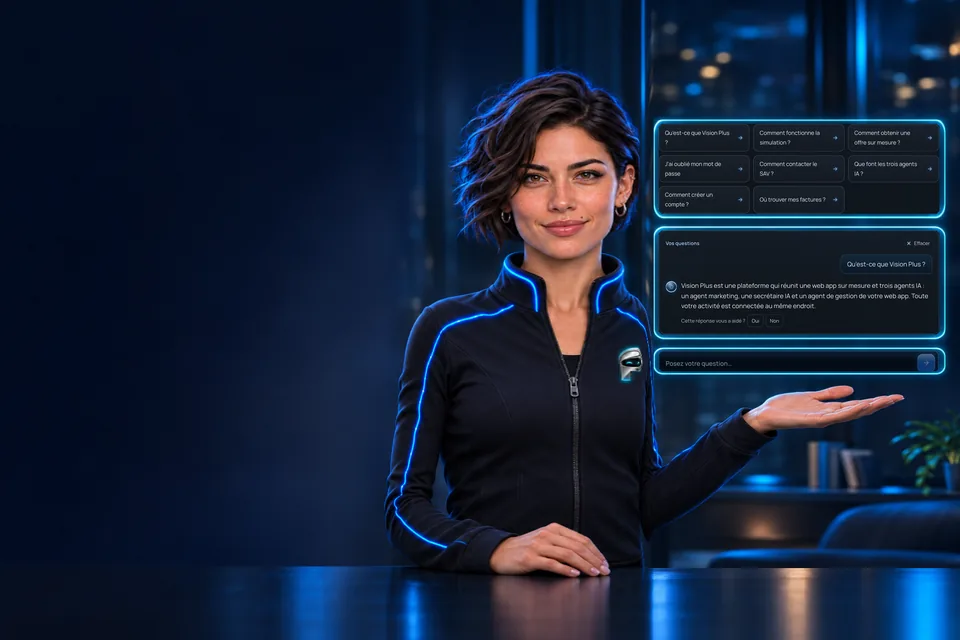 Qu'est-ce que Vision Plus
?
Comment fonctionne la
simulation ?
Comment obtenir une
offre sur mesure ?
J'ai oublié mon mot de
passe
Comment contacter le
SAV ?
Que font les trois agents
IA ?
Comment créer un
compte ?
Où trouver mes factures ?
Vos questions
✕ Effacer
Qu'est-ce que Vision Plus ?
Vision Plus est une plateforme qui réunit une web app sur mesure et trois agents IA :
un agent marketing, une secrétaire IA et un agent de gestion de votre web app. Toute
votre activité est connectée au même endroit.
Cette réponse vous a aidé ? Oui Non
Posez votre question...